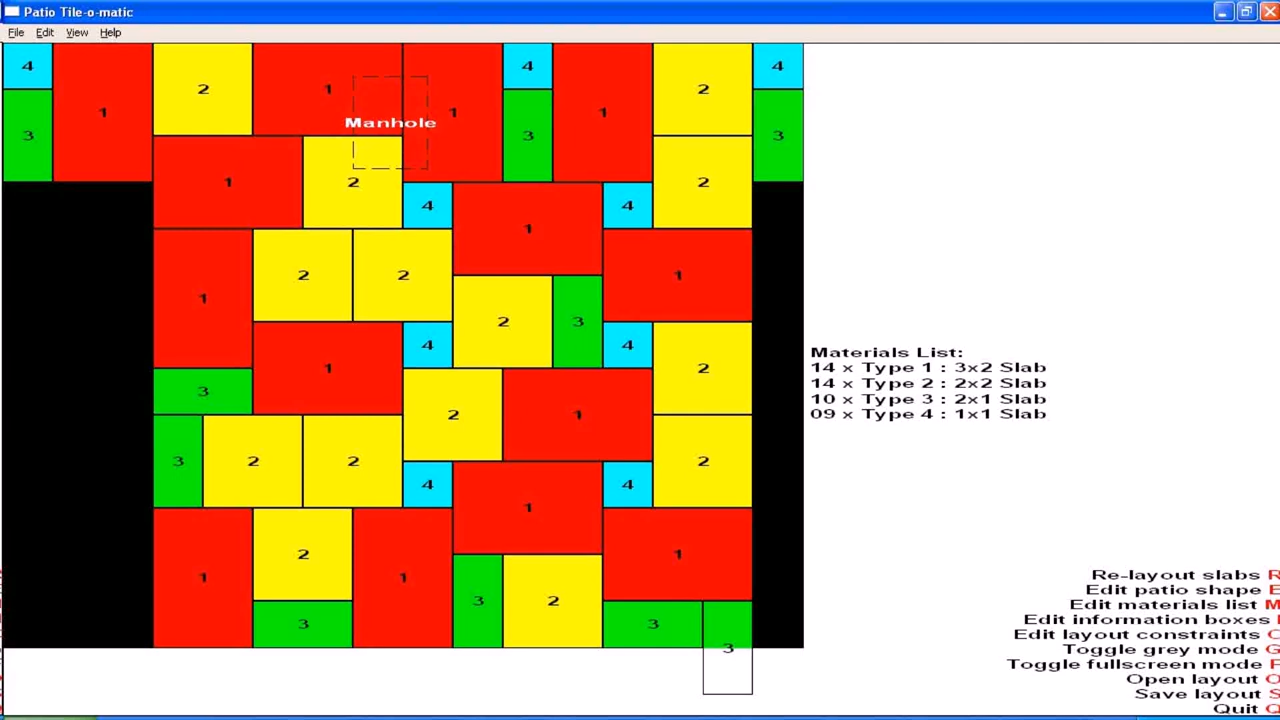 Patio Tile-o-matic
File Edit View Help
4 1 2 1 1 4 1 2 4
3 3 3
Manhole
1 2 2
4 1 4
1 2 2 1
2 3
4 4
1 2
3
2 1
3 2 2 2
4 1 4
1 2 1 1
3 2
3 3
3
Materials List:
14 x Type 1 : 3x2 Slab
14 x Type 2 : 2x2 Slab
10 x Type 3 : 2x1 Slab
09 x Type 4 : 1x1 Slab
Re-layout slabs R
Edit patio shape E
Edit materials list M
Edit information boxes I
Edit layout constraints C
Toggle grey mode G
Toggle fullscreen mode F
Open layout O
Save layout S
Quit Q